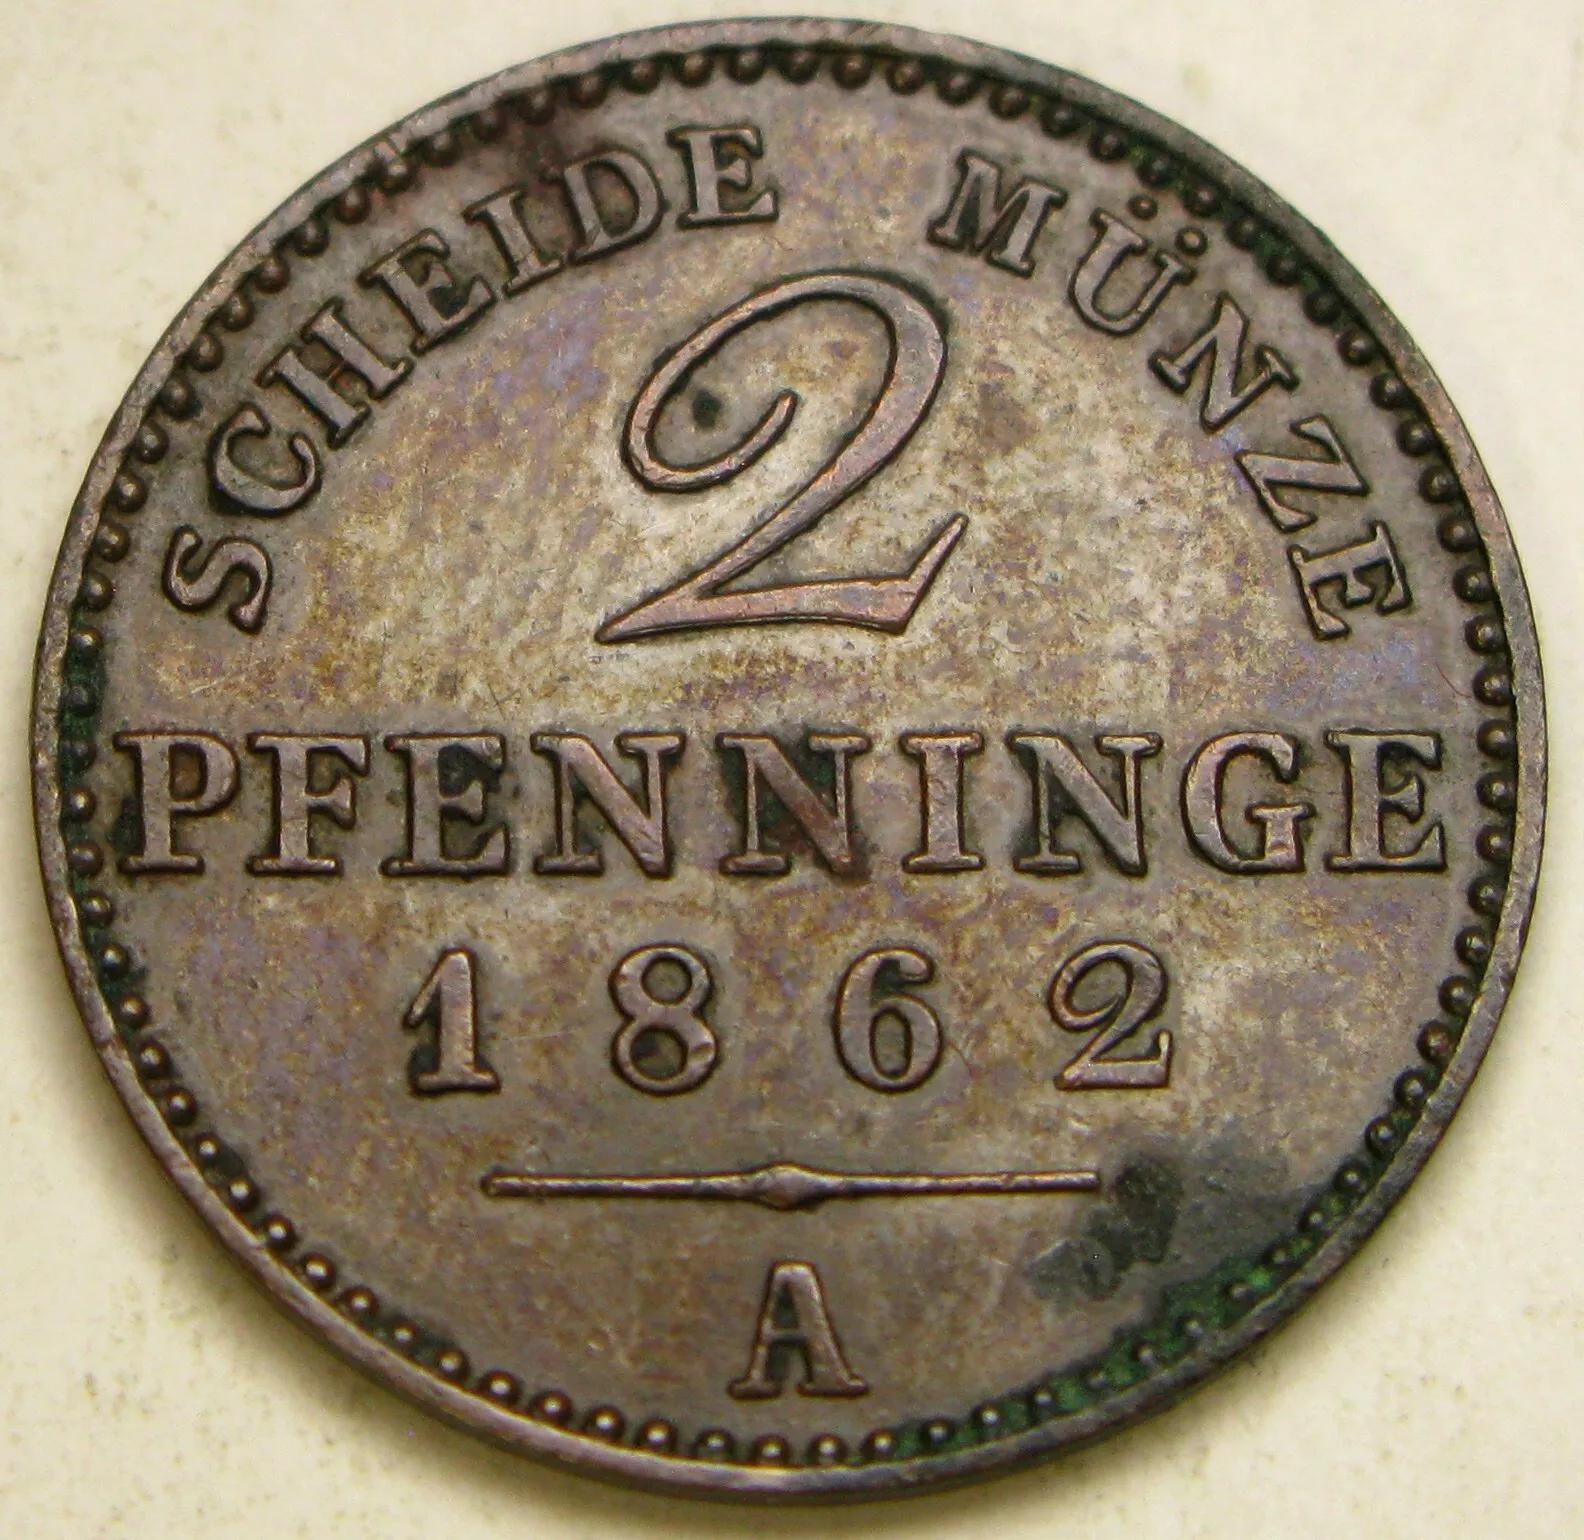 SCHEIDE MÜNZE
2
PFENNINGE
1862
A